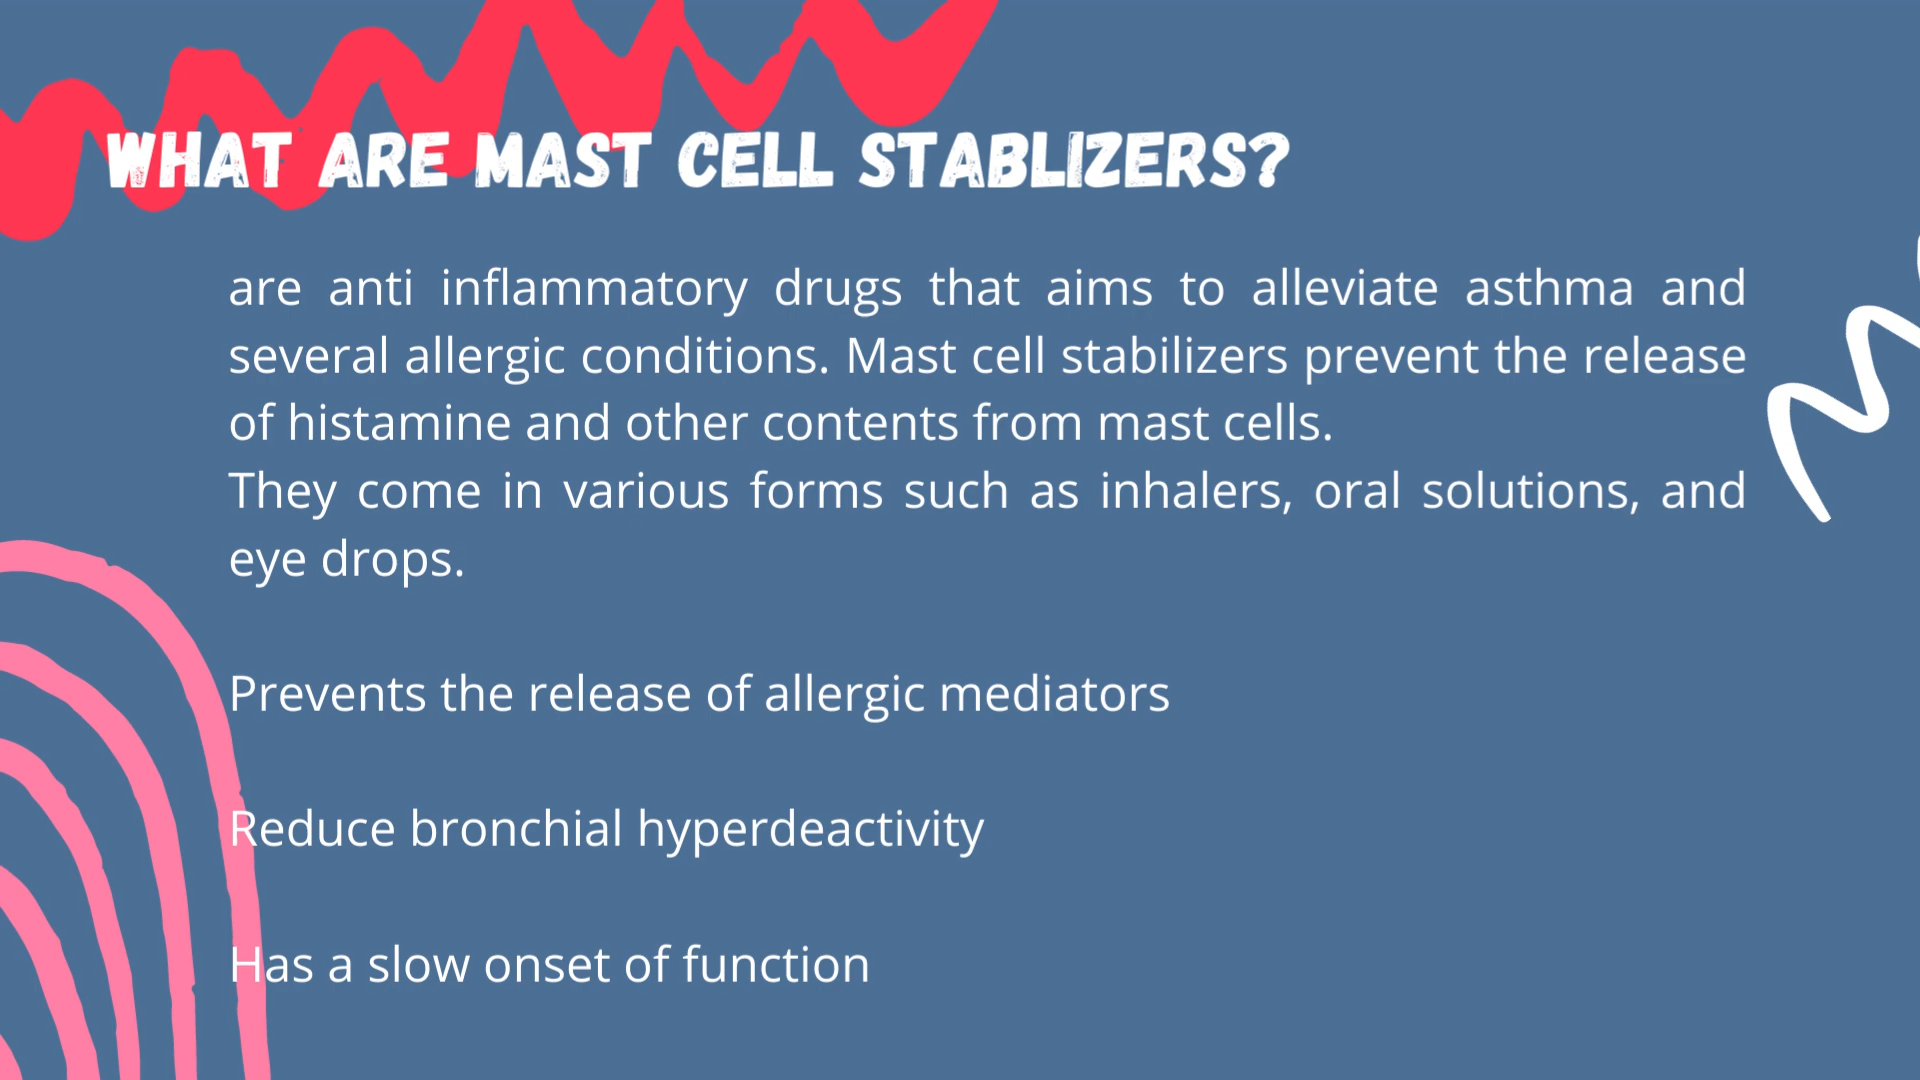 WHAT ARE MAST CELL STABLIZERS?
are anti inflammatory drugs that aims to alleviate asthma and
several allergic conditions. Mast cell stabilizers prevent the release
of histamine and other contents from mast cells.
They come in various forms such as inhalers, oral solutions, and
eye drops.
Prevents the release of allergic mediators
Reduce bronchial hyperdeactivity
Has a slow onset of function